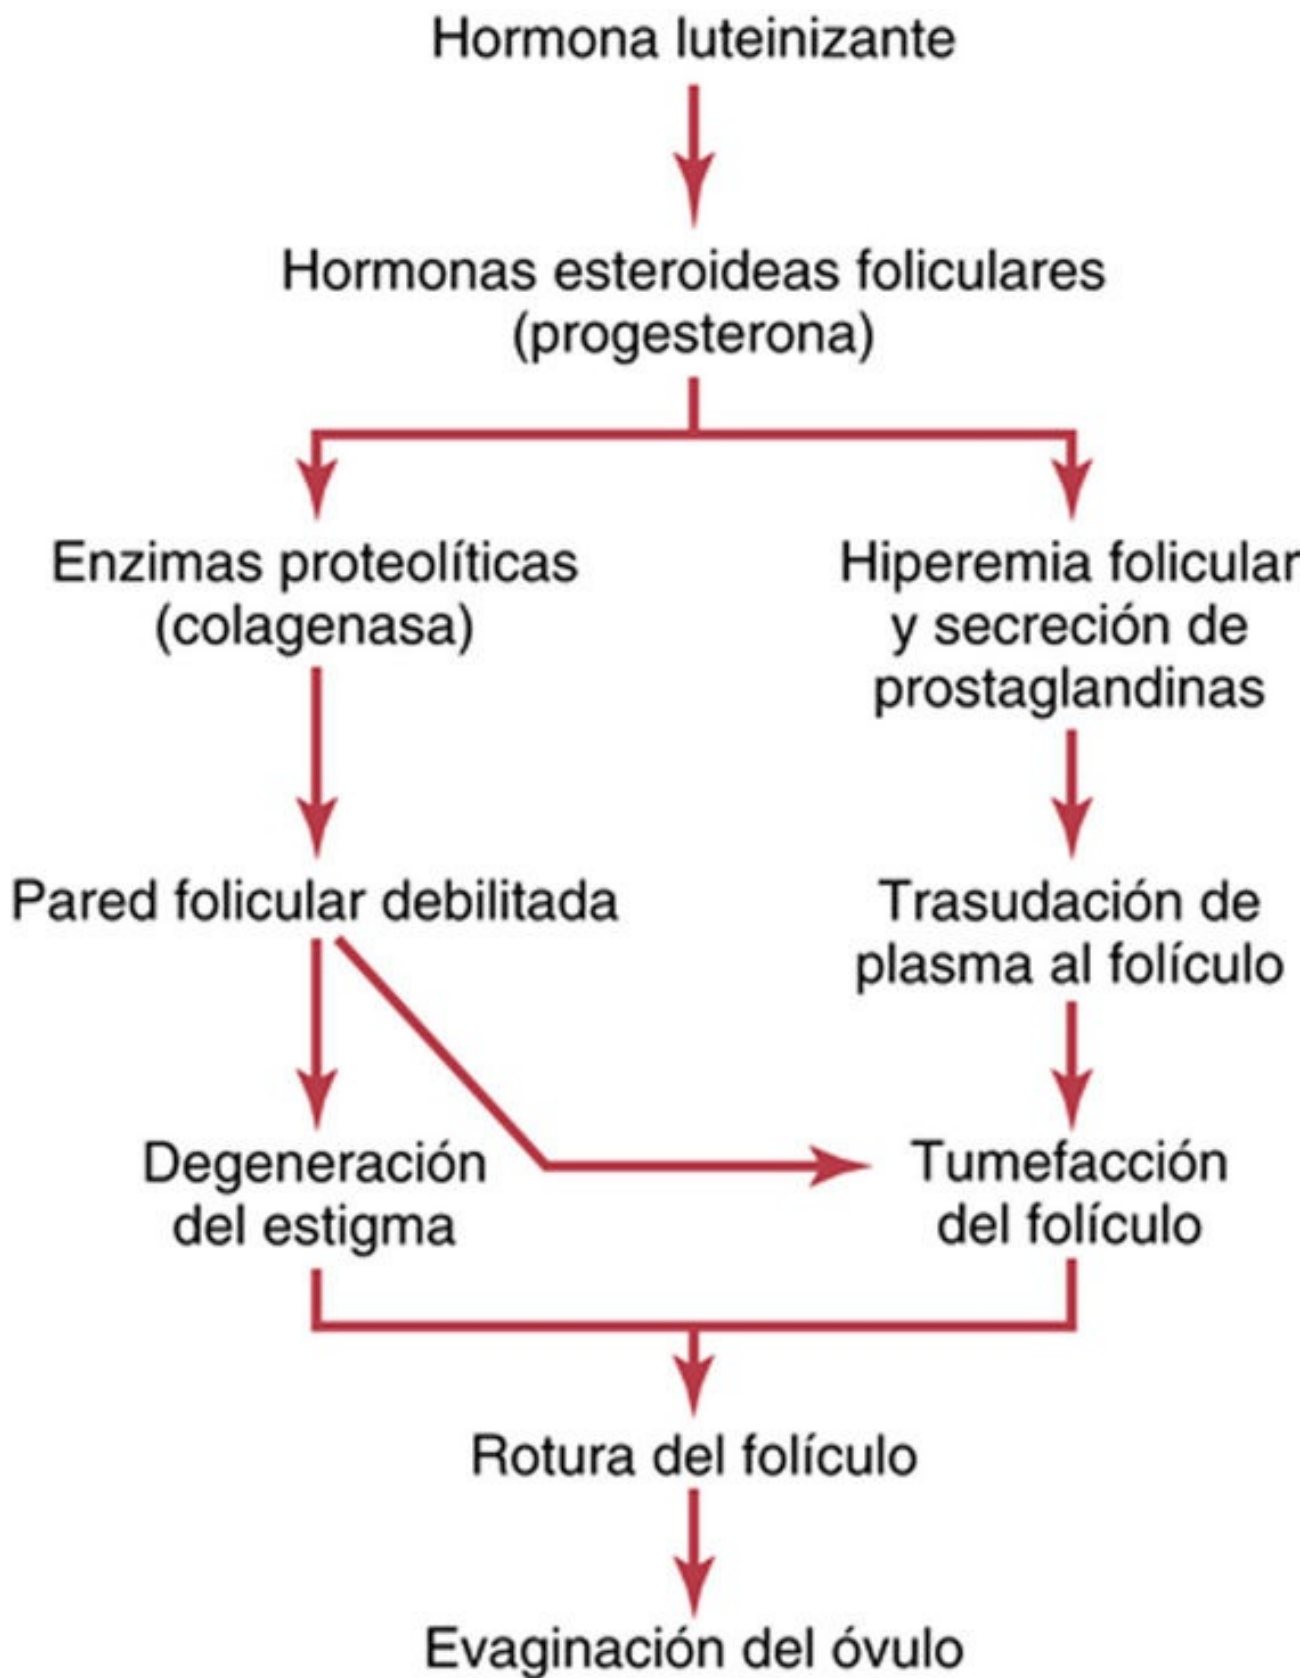 Hormona luteinizante
Hormonas esteroideas foliculares
(progesterona)
Enzimas proteolíticas
(colagenasa)
Hiperemia folicular
y secreción de
prostaglandinas
Pared folicular debilitada
Trasudación de
plasma al folículo
Degeneración
del estigma
Tumefacción
del folículo
Rotura del folículo
Evaginación del óvulo